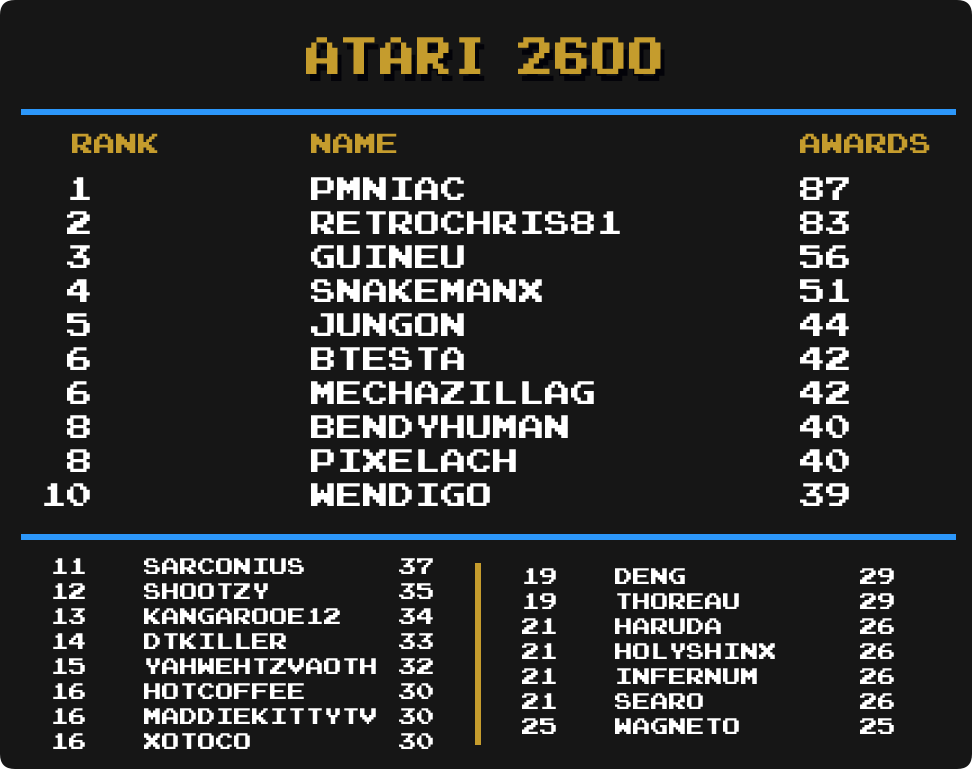 ATARI 2600
RANK NAME AWARDS
1 PMNIAC 87
2 RETROCHRIS81 83
3 GUINEU 56
4 SNAKEMANX 51
5 JUNGON 44
6 BTESTA 42
6 MECHAZILLAG 42
8 BENDYHUMAN 40
8 PIXELACH 40
10 WENDIGO 39
11 SARCONIUS 37
12 SHOOTZY 35
13 KANGAROOE12 34
14 DTKILLER 33
15 YAHWEHTZVAOTH 32
16 HOTCOFFEE 30
16 MADDIEKITTYTV 30
16 XOTOCO 30
19 DENG 29
19 THOREAU 29
21 HARUDA 26
21 HOLYSHINX 26
21 INFERNUM 26
21 SEARO 26
25 WAGNETO 25